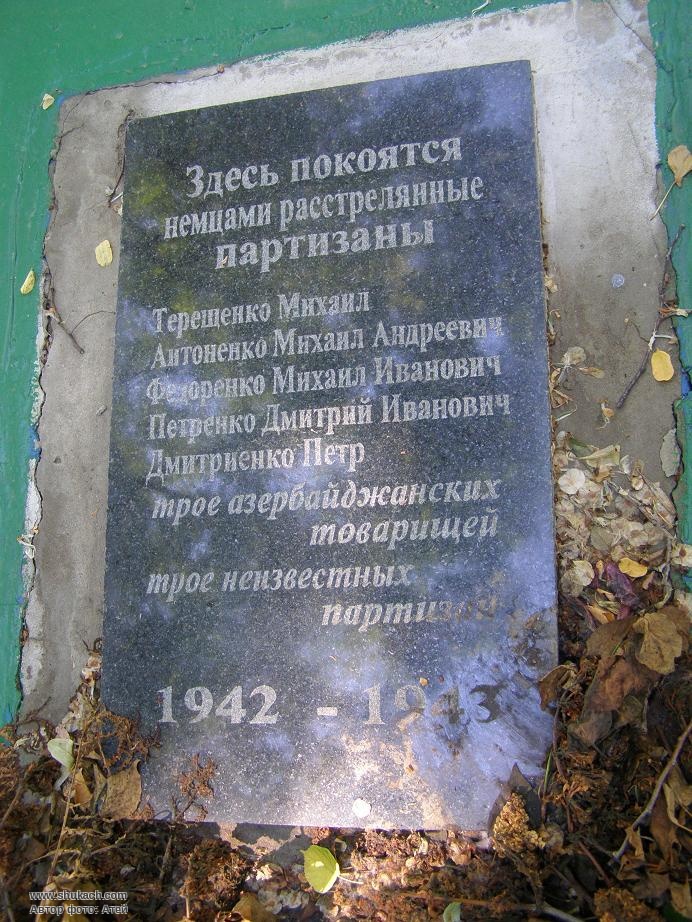 Здесь покоятся
немцами расстрелянные
партизаны
Терещенко Михаил
Антоненко Михаил Андреевич
Федоренко Михаил Иванович
Петренко Дмитрий Иванович
Дмитриенко Петр
трое азербайджанских
товарищей
трое неизвестных
партизан
1942 - 1943
www.shukach.com
Автор фото: Атей